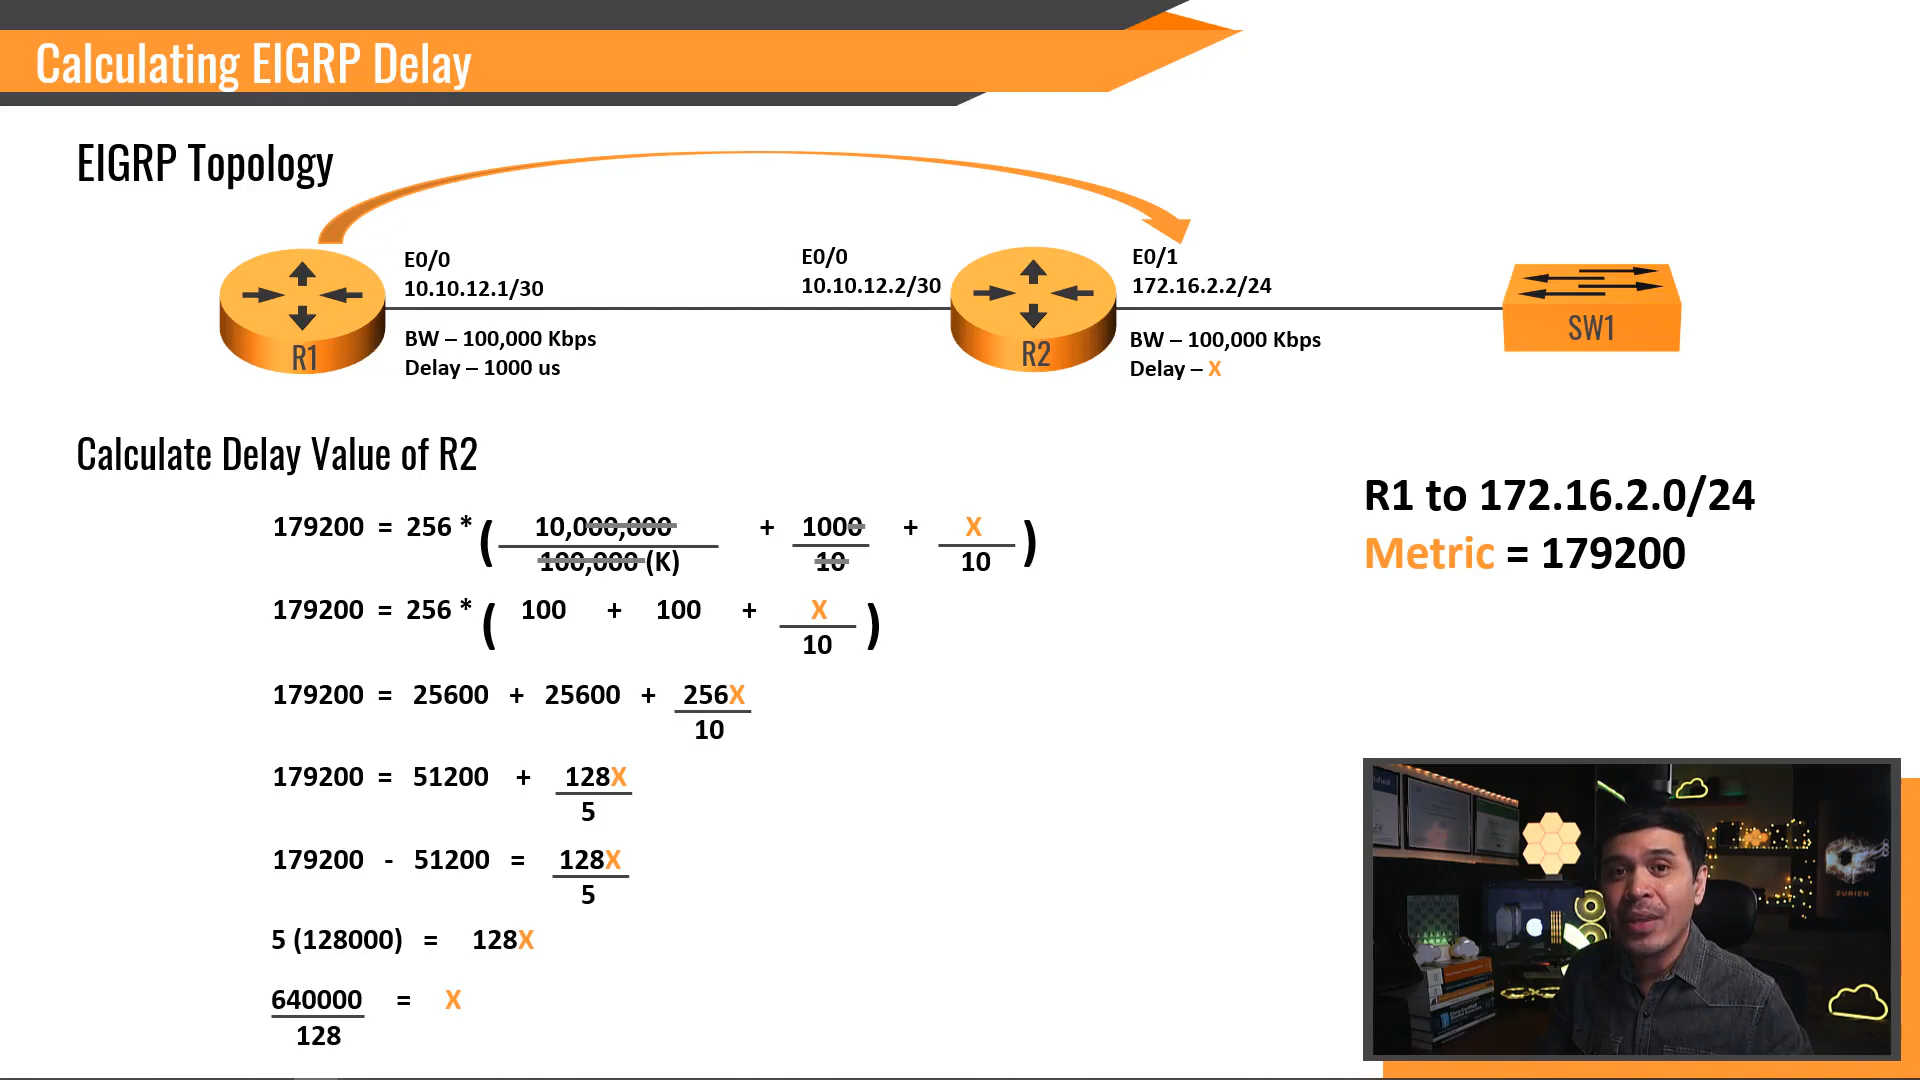 Calculating EIGRP Delay
EIGRP Topology
E0/0
10.10.12.1/30
BW – 100,000 Kbps
Delay – 1000 us
R1
E0/0
10.10.12.2/30
R2
E0/1
172.16.2.2/24
BW – 100,000 Kbps
Delay – X
SW1
Calculate Delay Value of R2
179200 = 256 * ( 10,000,000 + 1000 + X )
100,000 (K) 10 10
179200 = 256 * ( 100 + 100 + X )
10
179200 = 25600 + 25600 + 256X
10
179200 = 51200 + 128X
5
179200 - 51200 = 128X
5
5 (128000) = 128X
640000 = X
128
R1 to 172.16.2.0/24
Metric = 179200
ZURIEN